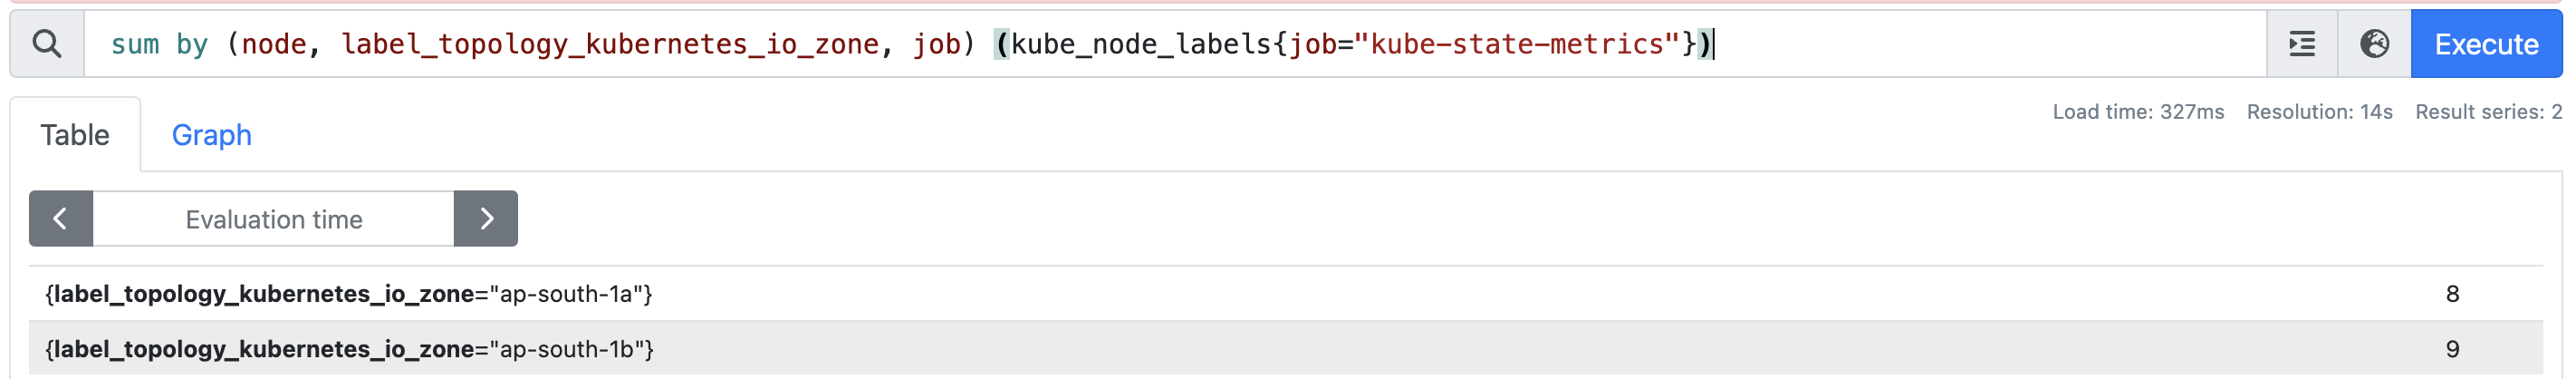 sum by (node, label_topology_kubernetes_io_zone, job) (kube_node_labels{job="kube-state-metrics"})
Execute
Table
Graph
Load time: 327ms Resolution: 14s Result series: 2
Evaluation time
{label_topology_kubernetes_io_zone="ap-south-1a"} 8
{label_topology_kubernetes_io_zone="ap-south-1b"} 9